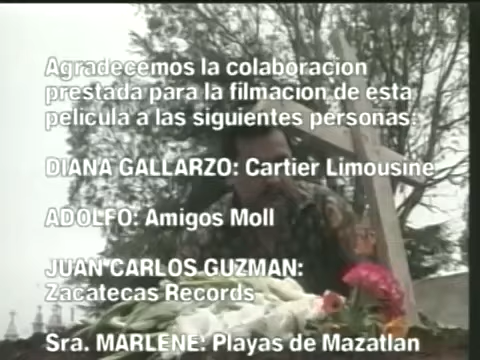 Agradecemos la colaboracion
prestada para la filmacion de esta
pelicula a las siguientes personas:
DIANA GALLARZO: Cartier Limousine
ADOLFO: Amigos Moll
JUAN CARLOS GUZMAN:
Zacatecas Records
Sra. MARLENE: Playas de Mazatlan